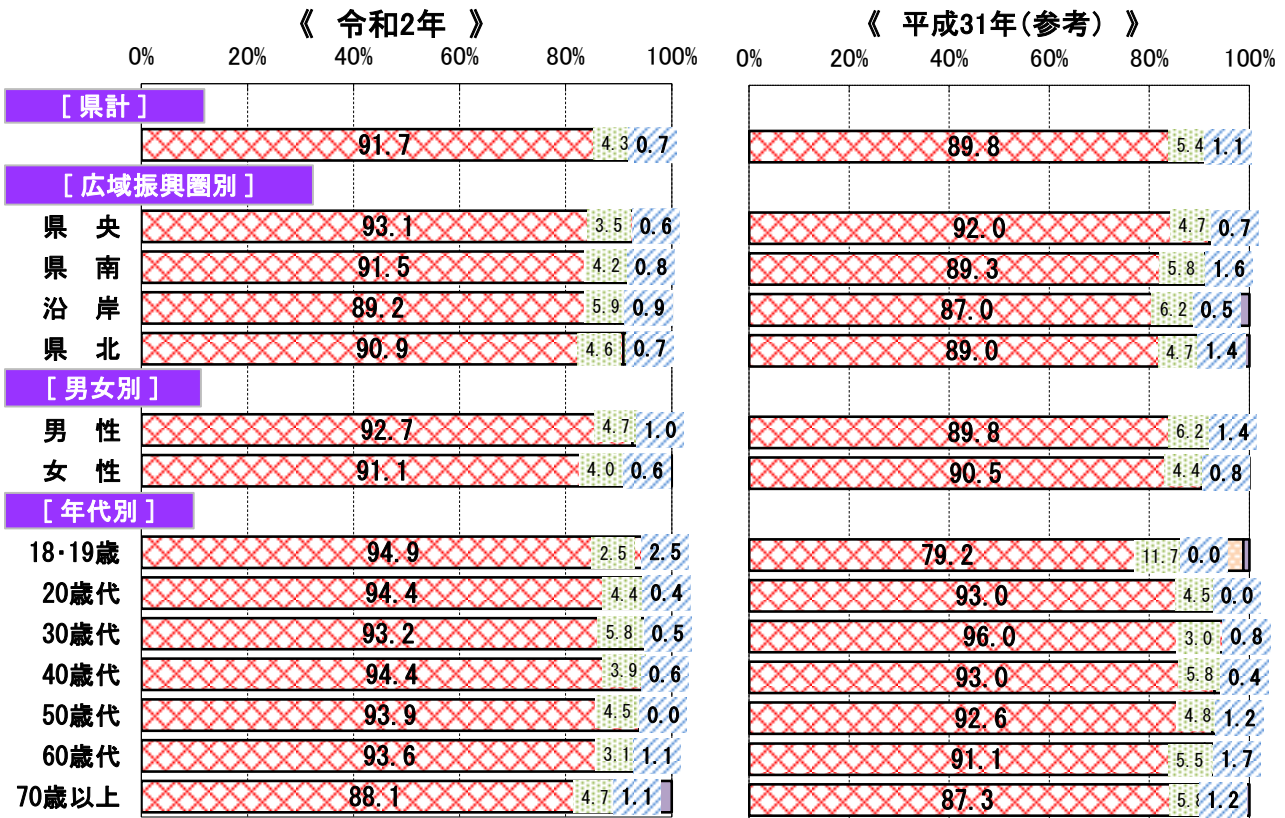 《 令和2年 》 《 平成31年(参考) 》
0% 20% 40% 60% 80% 100% 0% 20% 40% 60% 80% 100%
[ 県計 ]
91.7 4.3 0.7 89.8 5.4 1.1
[ 広域振興圏別 ]
県 央 93.1 3.5 0.6 92.0 4.7 0.7
県 南 91.5 4.2 0.8 89.3 5.8 1.6
沿 岸 89.2 5.9 0.9 87.0 6.2 0.5
県 北 90.9 4.6 0.7 89.0 4.7 1.4
[ 男女別 ]
男 性 92.7 4.7 1.0 89.8 6.2 1.4
女 性 91.1 4.0 0.6 90.5 4.4 0.8
[ 年代別 ]
18・19歳 94.9 2.5 2.5 79.2 11.7 0.0
20歳代 94.4 4.4 0.4 93.0 4.5 0.0
30歳代 93.2 5.8 0.5 96.0 3.0 0.8
40歳代 94.4 3.9 0.6 93.0 5.8 0.4
50歳代 93.9 4.5 0.0 92.6 4.8 1.2
60歳代 93.6 3.1 1.1 91.1 5.5 1.7
70歳以上 88.1 4.7 1.1 87.3 1.2